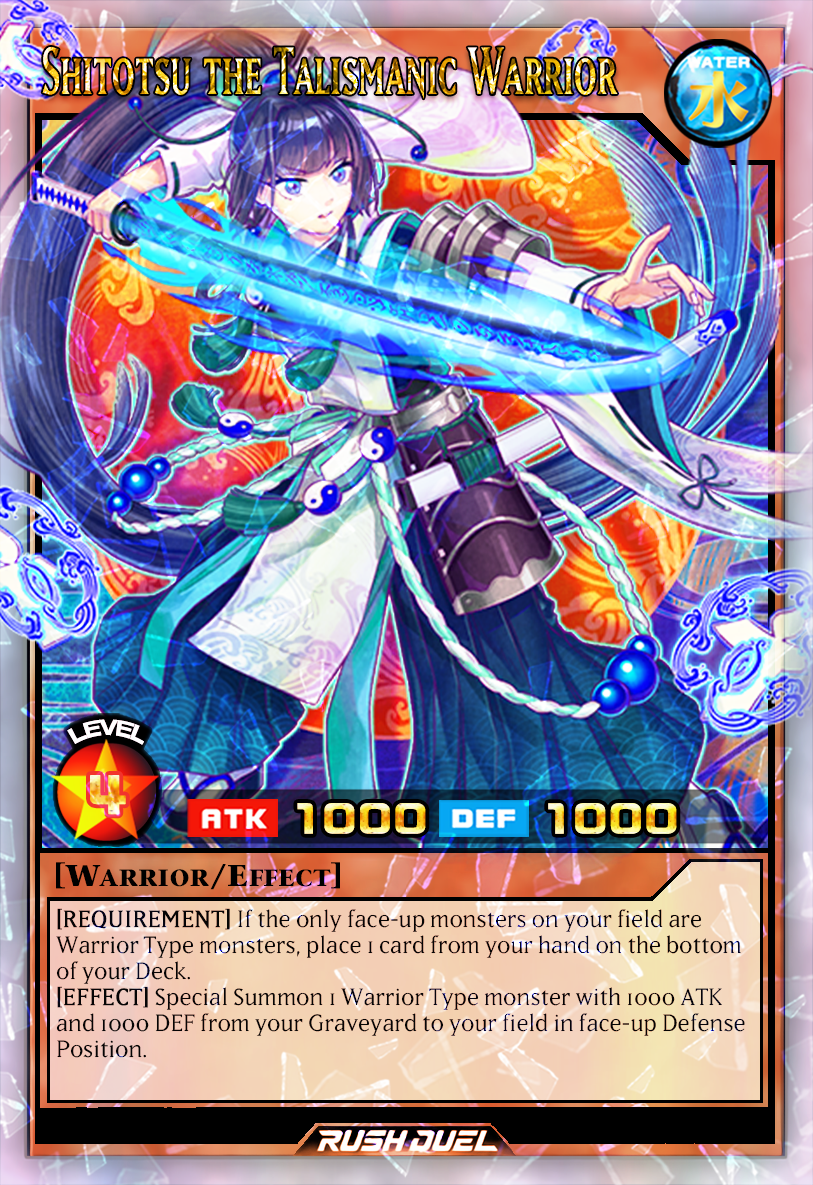 Shitotsu the Talismanic Warrior
WATER
水
LEVEL
4
ATK 1000 DEF 1000
[Warrior/Effect]
[REQUIREMENT] If the only face-up monsters on your field are
Warrior Type monsters, place 1 card from your hand on the bottom
of your Deck.
[EFFECT] Special Summon 1 Warrior Type monster with 1000 ATK
and 1000 DEF from your Graveyard to your field in face-up Defense
Position.
RUSH DUEL